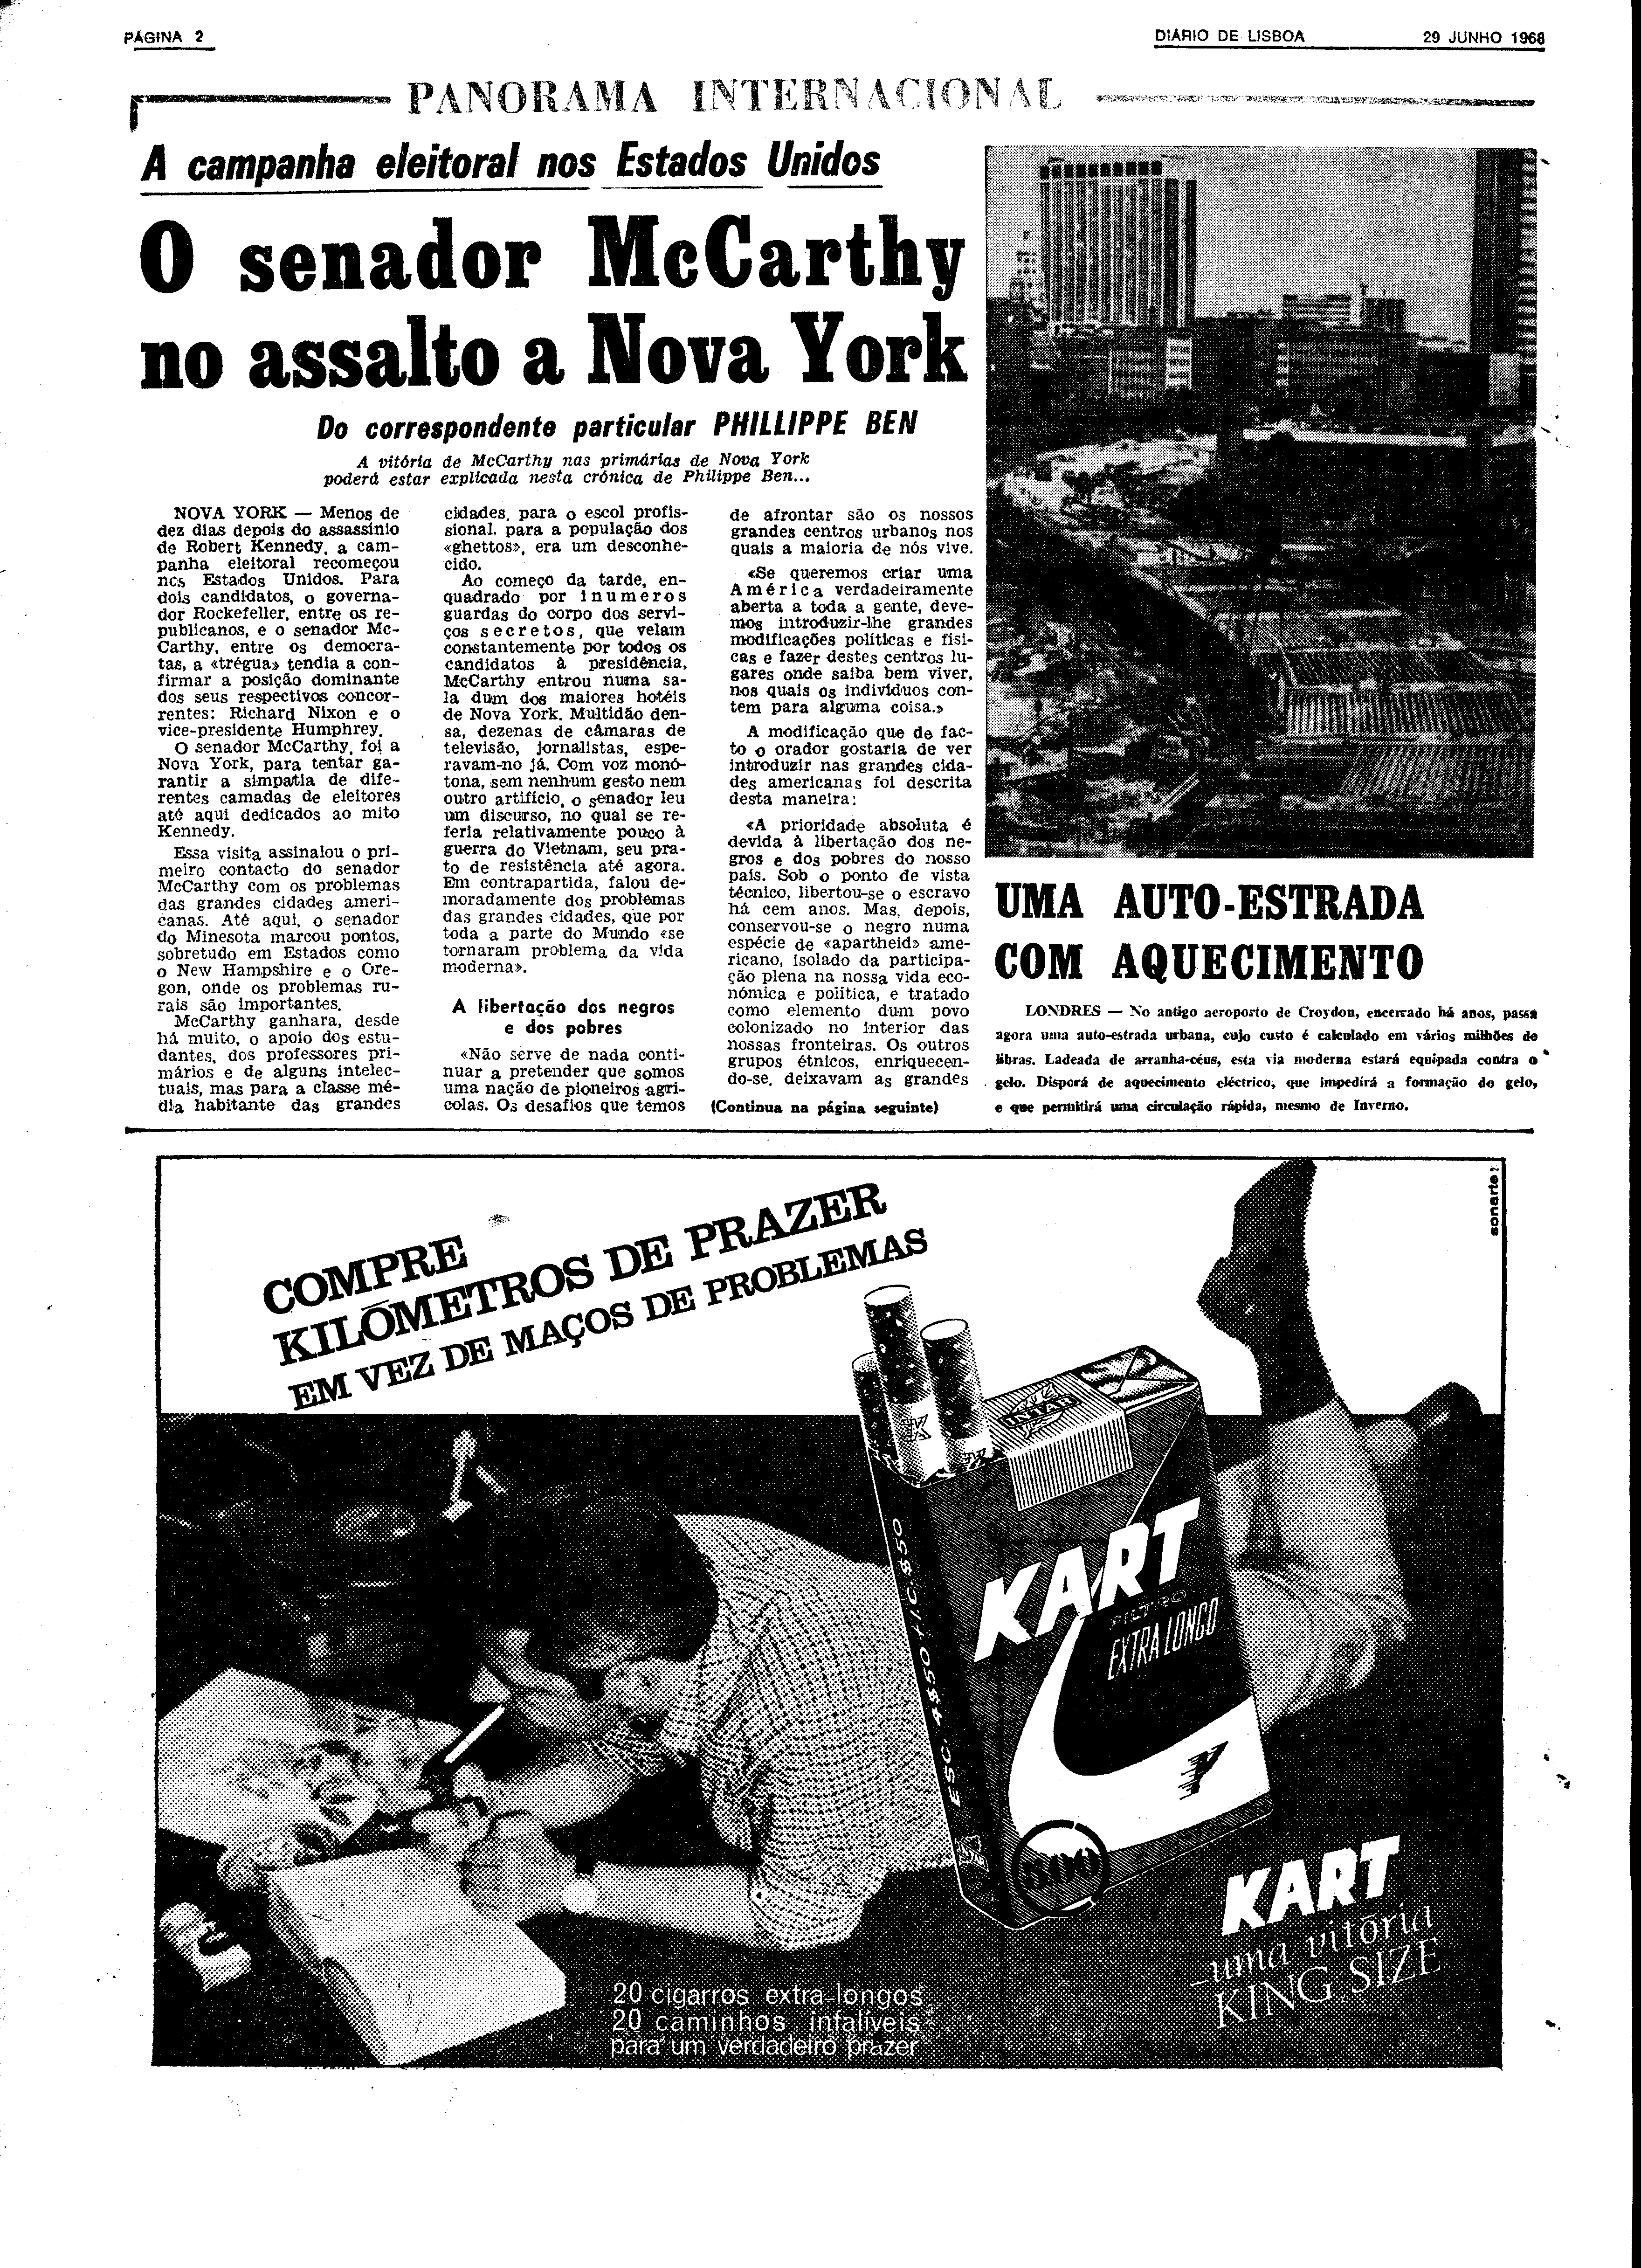 PÁGINA 2
DIÁRIO DE LISBOA
29 JUNHO 1968
PANORAMA INTERNACIONAL
A campanha eleitoral nos Estados Unidos
O senador McCarthy
no assalto a Nova York
Do correspondente particular PHILLIPPE BEN
A vitória de McCarthy nas primárias de Nova York
poderá estar explicada nesta crónica de Philippe Ben...
NOVA YORK — Menos de
dez dias depois do assassínio
de Robert Kennedy, a cam-
panha eleitoral recomeçou
nos Estados Unidos. Para
dois candidatos, o governa-
dor Rockefeller, entre os re-
publicanos, e o senador Mc-
Carthy, entre os democra-
tas, a «trégua» tendia a con-
firmar a posição dominante
dos seus respectivos concor-
rentes: Richard Nixon e o
vice-presidente Humphrey.
O senador McCarthy, foi a
Nova York, para tentar ga-
rantir a simpatia de dife-
rentes camadas de eleitores
até aqui dedicados ao mito
Kennedy.
Essa visita assinalou o pri-
meiro contacto do senador
McCarthy com os problemas
das grandes cidades ameri-
canas. Até aqui, o senador
do Minesota marcou pontos,
sobretudo em Estados como
o New Hampshire e o Ore-
gon, onde os problemas ru-
rais são importantes.
McCarthy ganhara, desde
há muito, o apoio dos estu-
dantes, dos professores pri-
mários e de alguns intelec-
tuais, mas para a classe mé-
dia habitante das grandes
cidades, para o escol profis-
sional, para a população dos
«ghettos», era um desconhe-
cido.
Ao começo da tarde, en-
quadrado por inúmeros
guardas do corpo dos servi-
ços secretos, que velam
constantemente por todos os
candidatos à presidência,
McCarthy entrou numa sa-
la dum dos maiores hotéis
de Nova York. Multidão den-
sa, dezenas de câmaras de
televisão, jornalistas, espe-
ravam-no já. Com voz monó-
tona, sem nenhum gesto nem
outro artifício, o senador leu
um discurso, no qual se re-
feria relativamente pouco à
guerra do Vietnam, seu pra-
to de resistência até agora.
Em contrapartida, falou de-
moradamente dos problemas
das grandes cidades, que por
toda a parte do Mundo «se
tornaram problema da vida
moderna».
A libertação dos negros
e dos pobres
«Não serve de nada conti-
nuar a pretender que somos
uma nação de pioneiros agrí-
colas. Os desafios que temos
de afrontar são os nossos
grandes centros urbanos nos
quais a maioria de nós vive.
«Se queremos criar uma
América verdadeiramente
aberta a toda a gente, deve-
mos introduzir-lhe grandes
modificações políticas e físi-
cas e fazer destes centros lu-
gares onde saiba bem viver,
nos quais os indivíduos con-
tem para alguma coisa.»
A modificação que de fac-
to o orador gostaria de ver
introduzir nas grandes cida-
des americanas foi descrita
desta maneira:
«A prioridade absoluta é
devida à libertação dos ne-
gros e dos pobres do nosso
país. Sob o ponto de vista
técnico, libertou-se o escravo
há cem anos. Mas, depois,
conservou-se o negro numa
espécie de «apartheid» ame-
ricano, isolado da participa-
ção plena na nossa vida eco-
nómica e política, e tratado
como elemento dum povo
colonizado no interior das
nossas fronteiras. Os outros
grupos étnicos, enriquecen-
do-se, deixavam as grandes
(Continua na página seguinte)
UMA AUTO-ESTRADA
COM AQUECIMENTO
LONDRES — No antigo aeroporto de Croydon, encerrado há anos, passa
agora uma auto-estrada urbana, cujo custo é calculado em vários milhões de
libras. Ladeada de arranha-céus, esta via moderna estará equipada contra o
gelo. Disporá de aquecimento eléctrico, que impedirá a formação do gelo,
e que permitirá uma circulação rápida, mesmo de Inverno.
sonarte
COMPRE
KILÓMETROS DE PRAZER
EM VEZ DE MAÇOS DE PROBLEMAS
INTAR
KART
FILTRO
EXTRA LONGO
ESC. 4$50 + I C. $50
5.00
KART
...uma vitória
KING SIZE
20 cigarros extra-longos
20 caminhos infalíveis
para um verdadeiro prazer